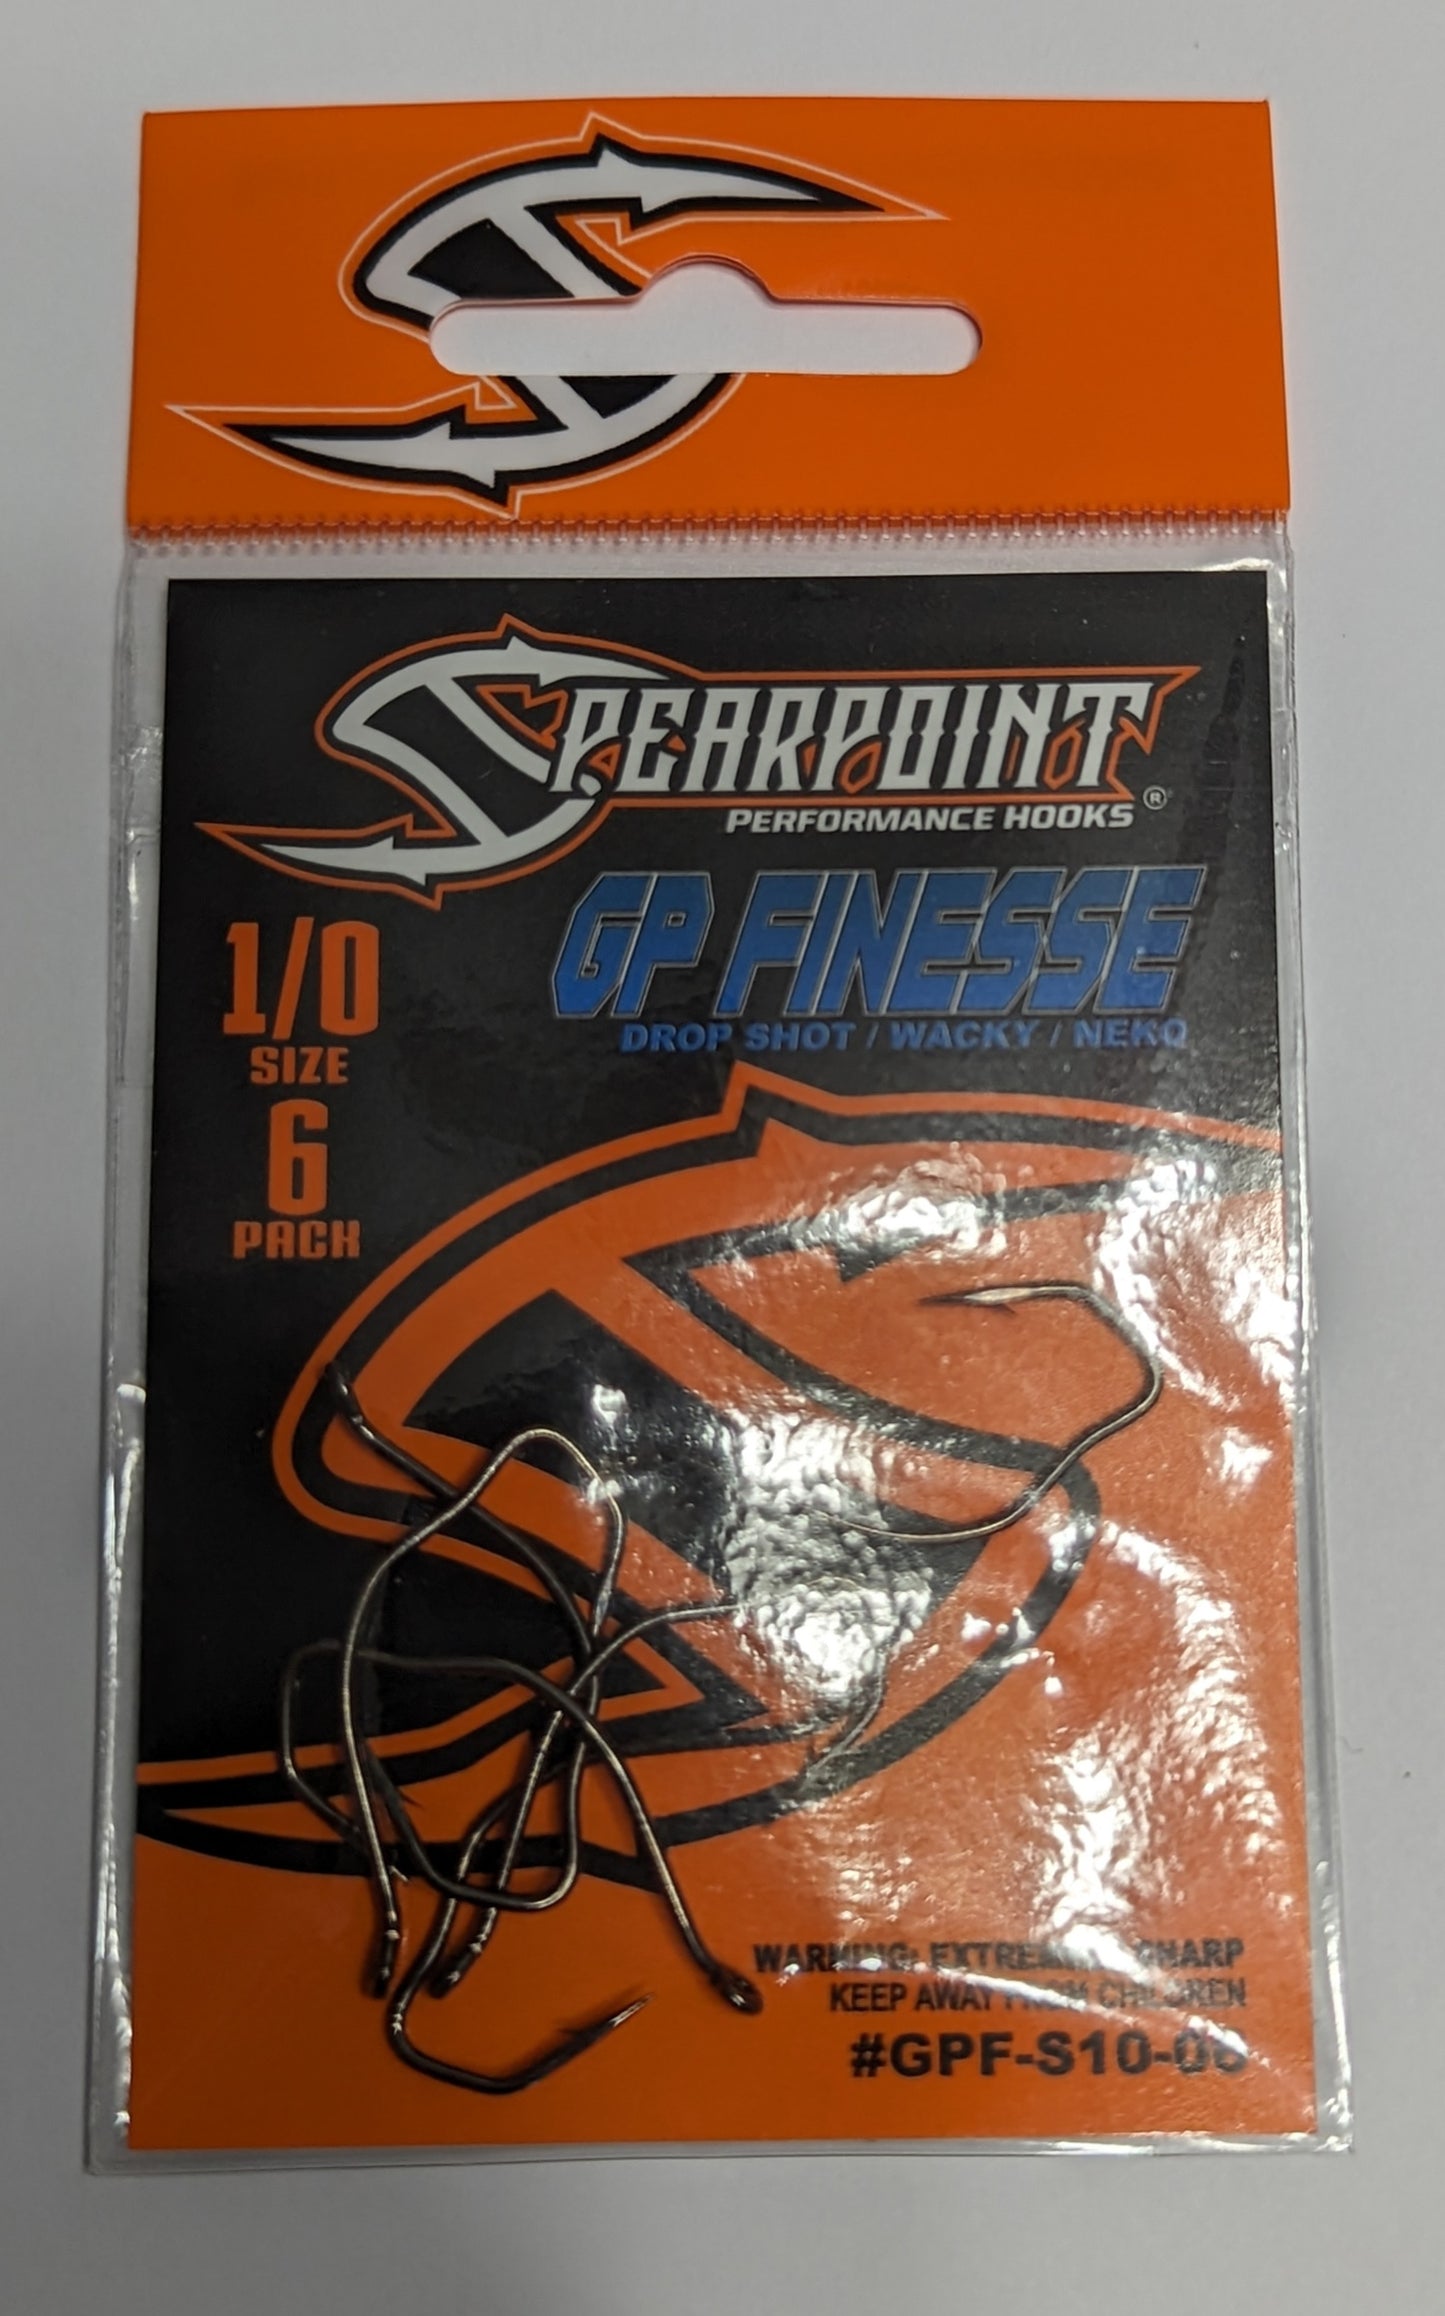 SPEARPOINT
PERFORMANCE HOOKS ®
GP FINESSE
DROP SHOT / WACKY / NEKO
1/0
SIZE
6
PACK
WARNING: EXTREMELY SHARP
KEEP AWAY FROM CHILDREN
#GPF-S10-06